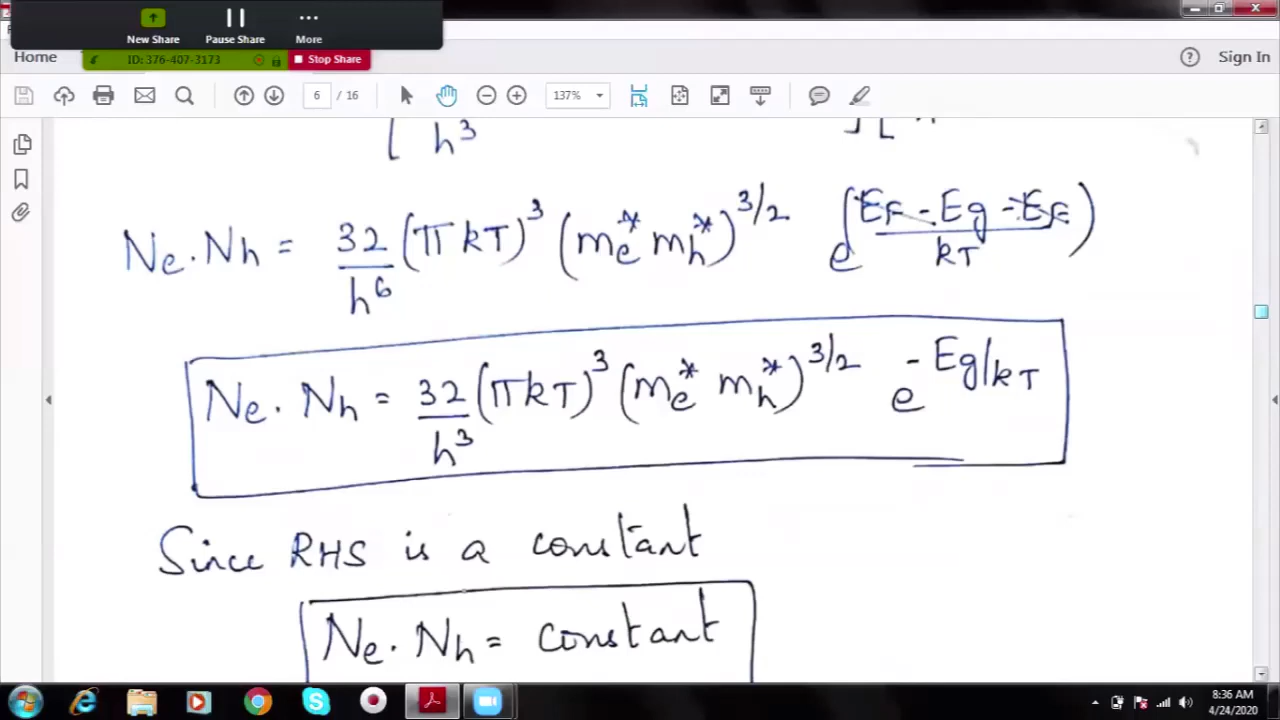 New Share Pause Share More
Home ID: 376-407-3173 Stop Share Sign In
6 / 16 137%
h³
Ne . Nh = 32/h⁶ (πkT)³ (me* mh*)^3/2 e^(EF - Eg - EF / kT)
Ne . Nh = 32/h³ (πkT)³ (me* mh*)^3/2 e^-Eg/kT
Since RHS is a constant
Ne . Nh = constant
8:36 AM
4/24/2020